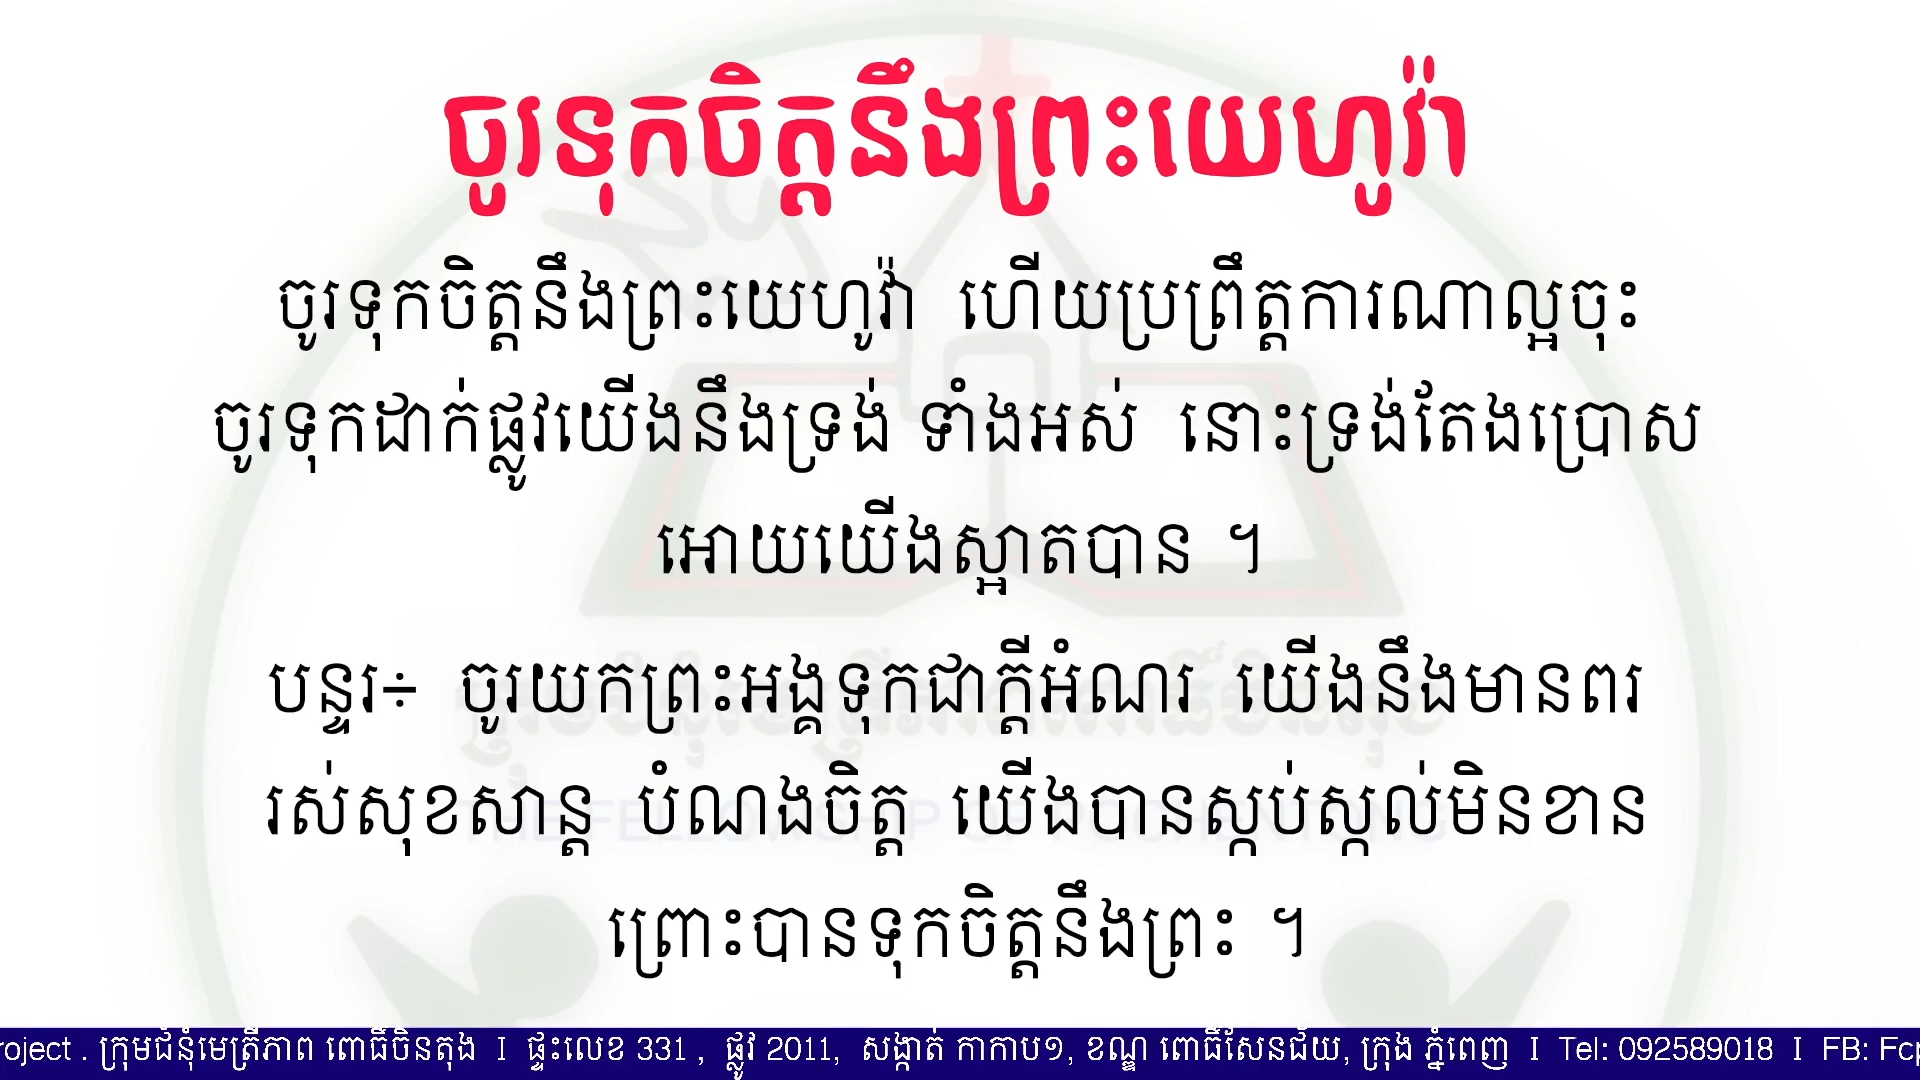 ចូរទុកចិត្តនឹងព្រះយេហូវ៉ា
ចូរទុកចិត្តនឹងព្រះយេហូវ៉ា ហើយប្រព្រឹត្តការណាល្អចុះ
ចូរទុកដាក់ផ្លូវយើងនឹងទ្រង់ ទាំងអស់ នោះទ្រង់តែងប្រោស
អោយយើងស្អាតបាន ។
បន្ទរ÷ ចូរយកព្រះអង្គទុកជាក្តីអំណរ យើងនឹងមានពរ
រស់សុខសាន្ត បំណងចិត្ត យើងបានស្កប់ស្កល់មិនខាន
ព្រោះបានទុកចិត្តនឹងព្រះ ។
roject . ក្រុមជំនុំមេត្រីភាព ពោធិ៍ចិនតុង I ផ្ទះលេខ 331 , ផ្លូវ 2011, សង្កាត់ កាកាប១, ខណ្ឌ ពោធិ៍សែនជ័យ, ក្រុង ភ្នំពេញ I Tel: 092589018 I FB: Fcp